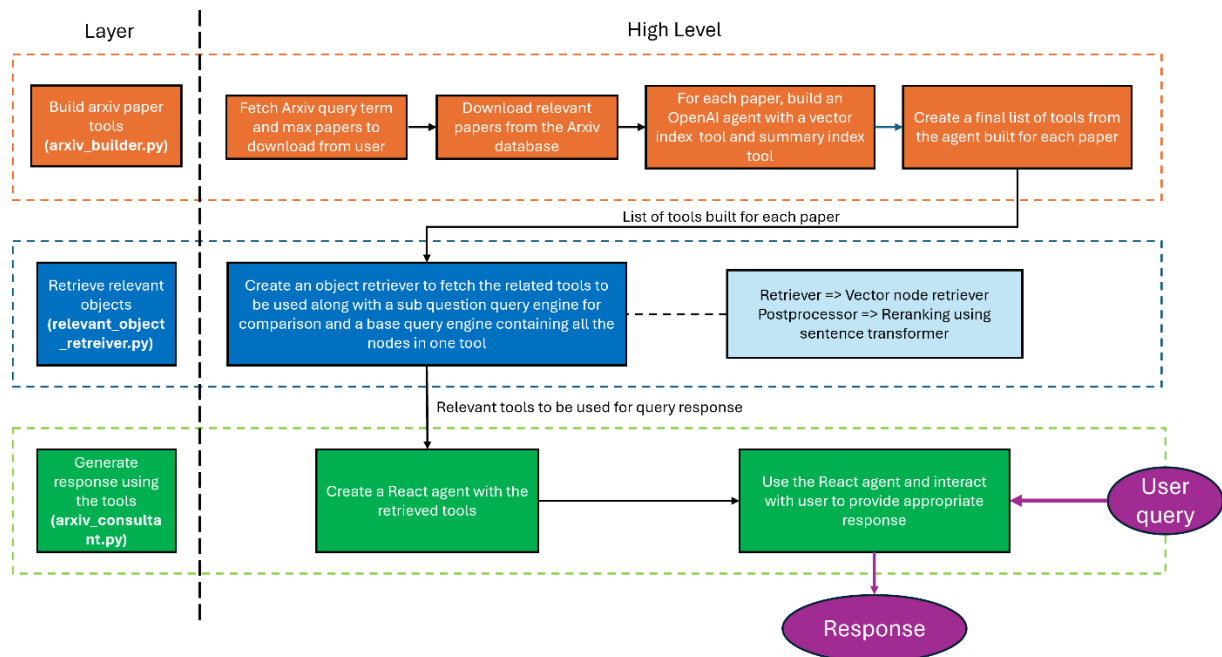 Layer
High Level
Build arxiv paper
tools
(arxiv_builder.py)
Fetch Arxiv query term
and max papers to
download from user
Download relevant
papers from the Arxiv
database
For each paper, build an
OpenAI agent with a vector
index tool and summary index
tool
Create a final list of tools from
the agent built for each paper
List of tools built for each paper
Retrieve relevant
objects
(relevant_object
_retreiver.py)
Create an object retriever to fetch the related tools to
be used along with a sub question query engine for
comparison and a base query engine containing all the
nodes in one tool
Retriever => Vector node retriever
Postprocessor => Reranking using
sentence transformer
Relevant tools to be used for query response
Generate
response using
the tools
(arxiv_consulta
nt.py)
Create a React agent with the
retrieved tools
Use the React agent and interact
with user to provide appropriate
response
User
query
Response